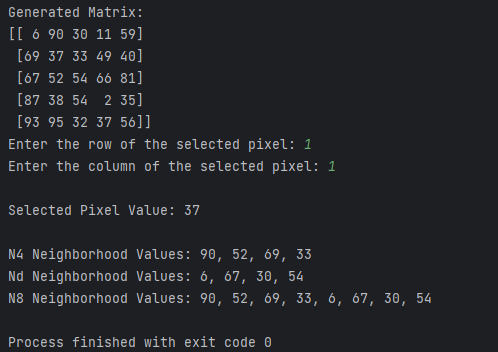 Generated Matrix:
[[ 6 90 30 11 59]
 [69 37 33 49 40]
 [67 52 54 66 81]
 [87 38 54  2 35]
 [93 95 32 37 56]]
Enter the row of the selected pixel: 1
Enter the column of the selected pixel: 1
Selected Pixel Value: 37
N4 Neighborhood Values: 90, 52, 69, 33
Nd Neighborhood Values: 6, 67, 30, 54
N8 Neighborhood Values: 90, 52, 69, 33, 6, 67, 30, 54
Process finished with exit code 0